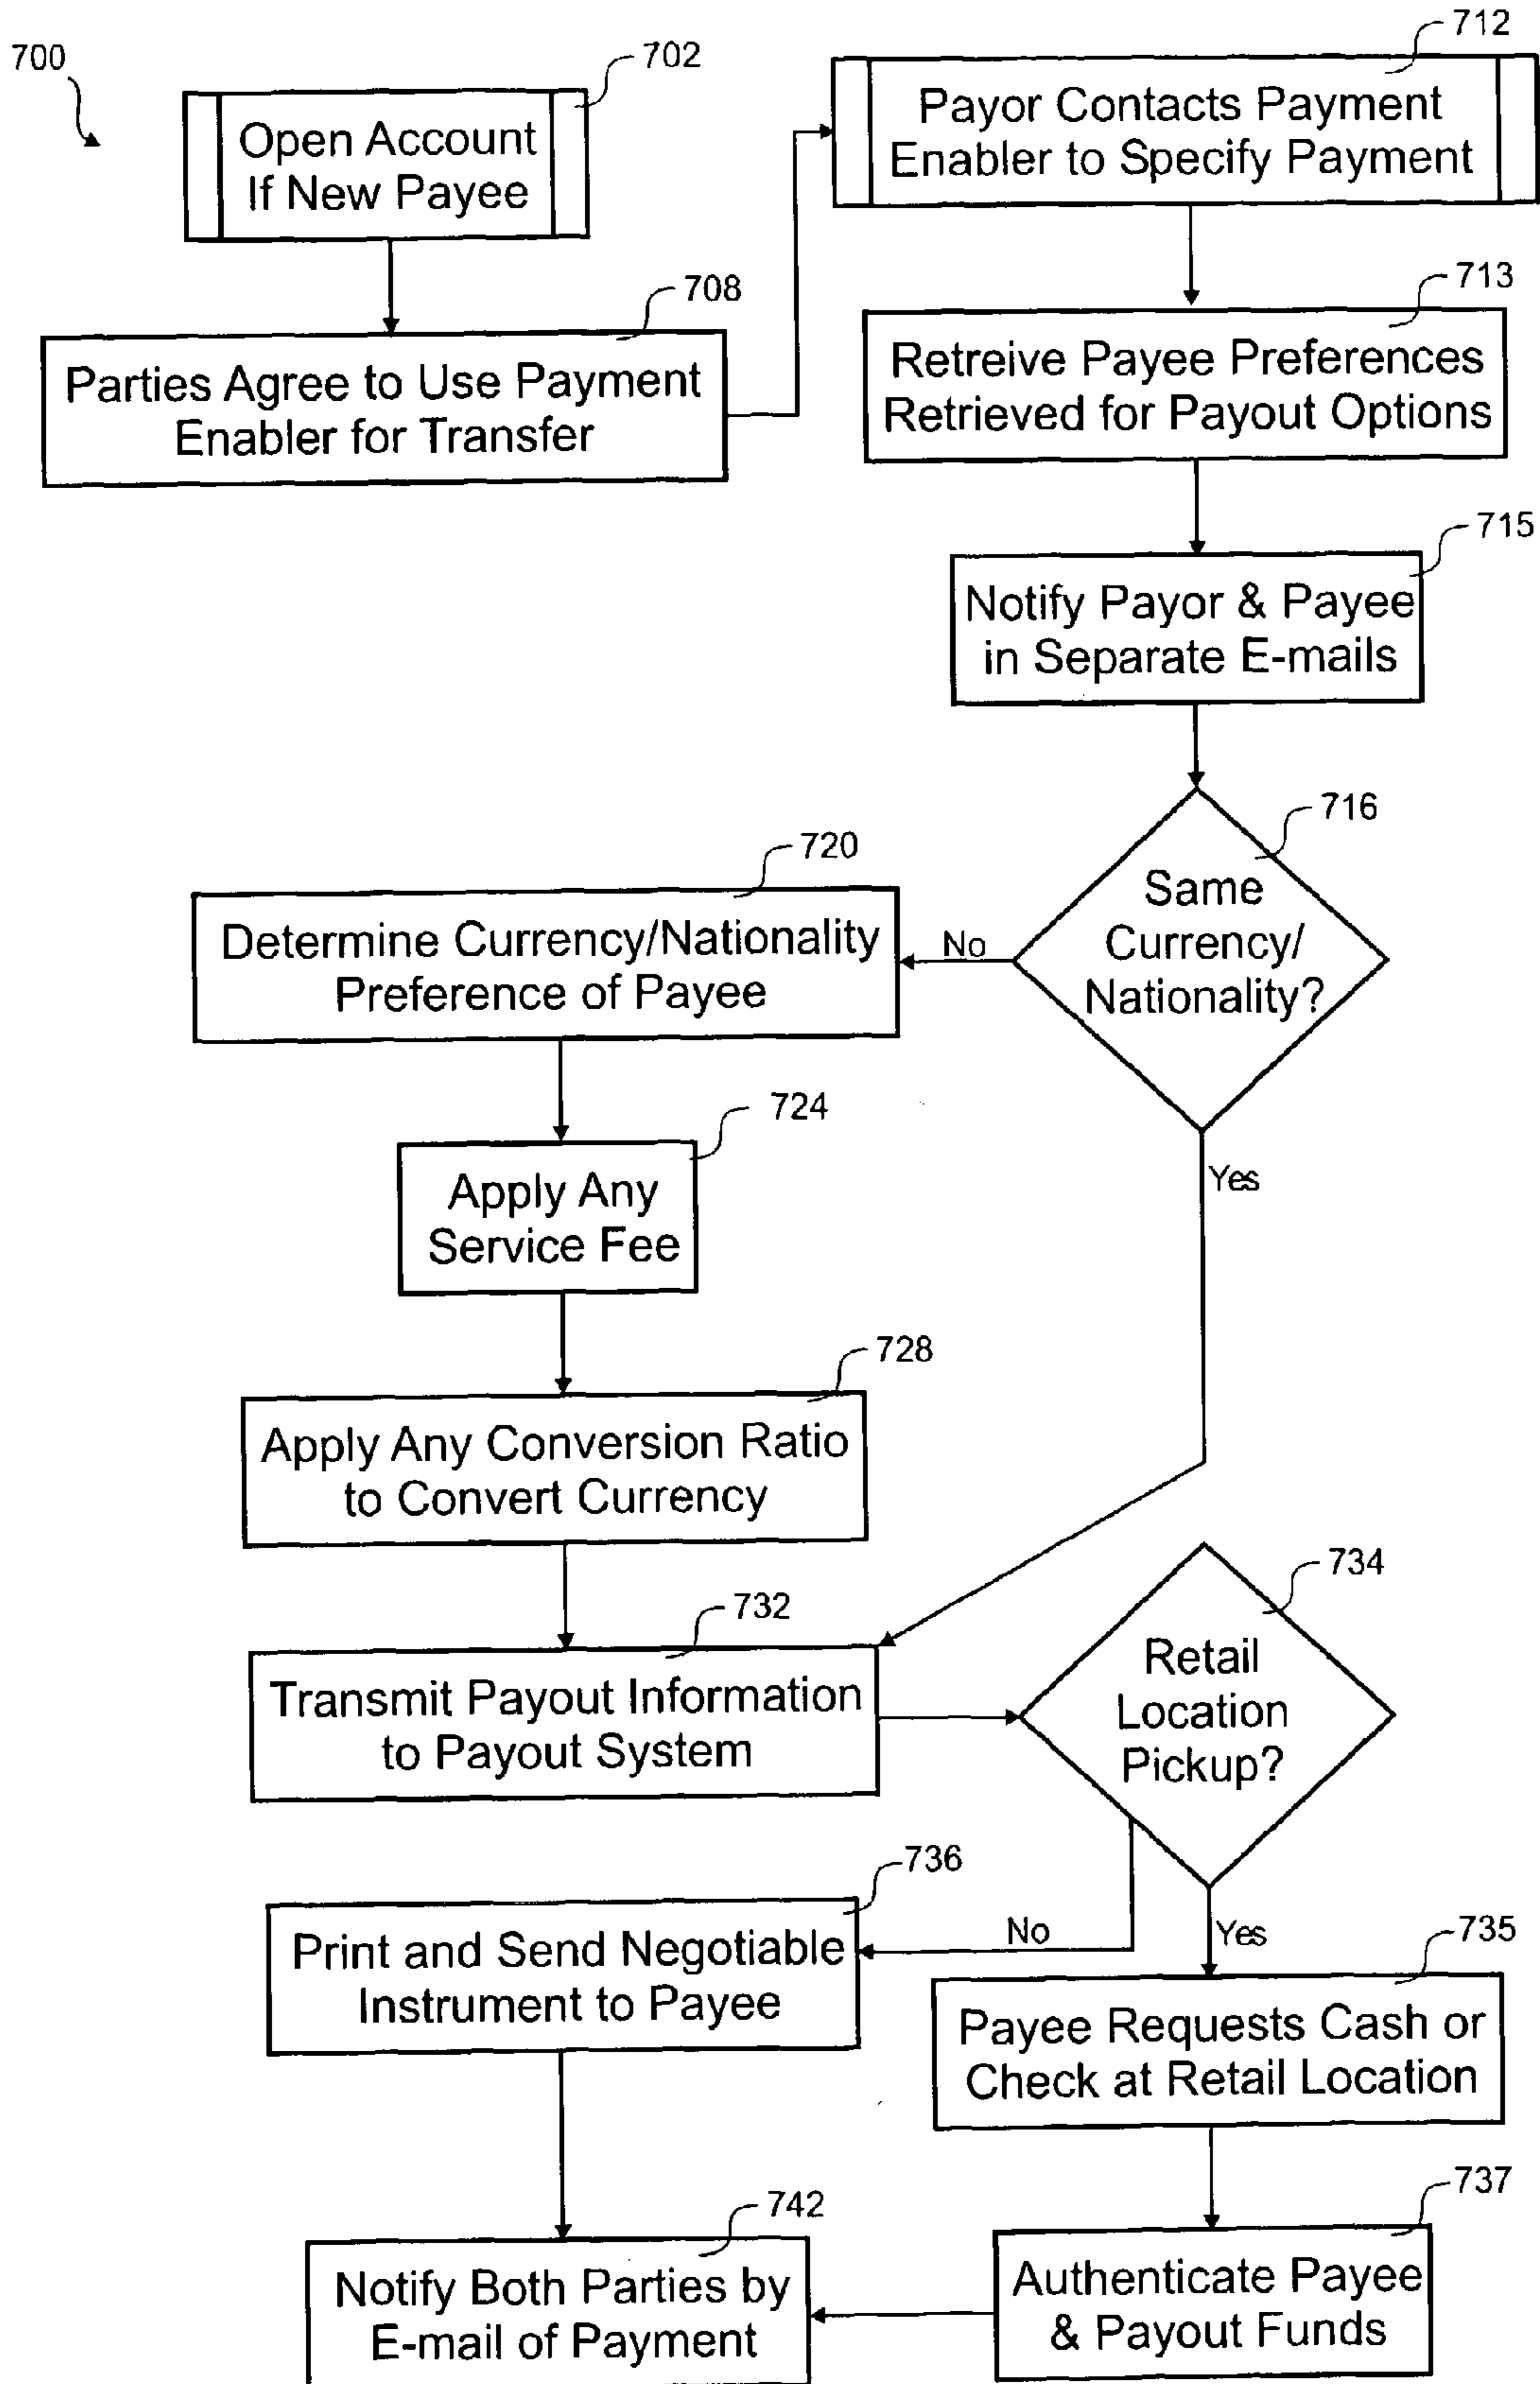 700
702
Open Account
If New Payee
708
Parties Agree to Use Payment
Enabler for Transfer
712
Payor Contacts Payment
Enabler to Specify Payment
713
Retreive Payee Preferences
Retrieved for Payout Options
715
Notify Payor & Payee
in Separate E-mails
716
Same
Currency/
Nationality?
No
Yes
720
Determine Currency/Nationality
Preference of Payee
724
Apply Any
Service Fee
728
Apply Any Conversion Ratio
to Convert Currency
732
Transmit Payout Information
to Payout System
734
Retail
Location
Pickup?
No
Yes
736
Print and Send Negotiable
Instrument to Payee
735
Payee Requests Cash or
Check at Retail Location
737
Authenticate Payee
& Payout Funds
742
Notify Both Parties by
E-mail of Payment